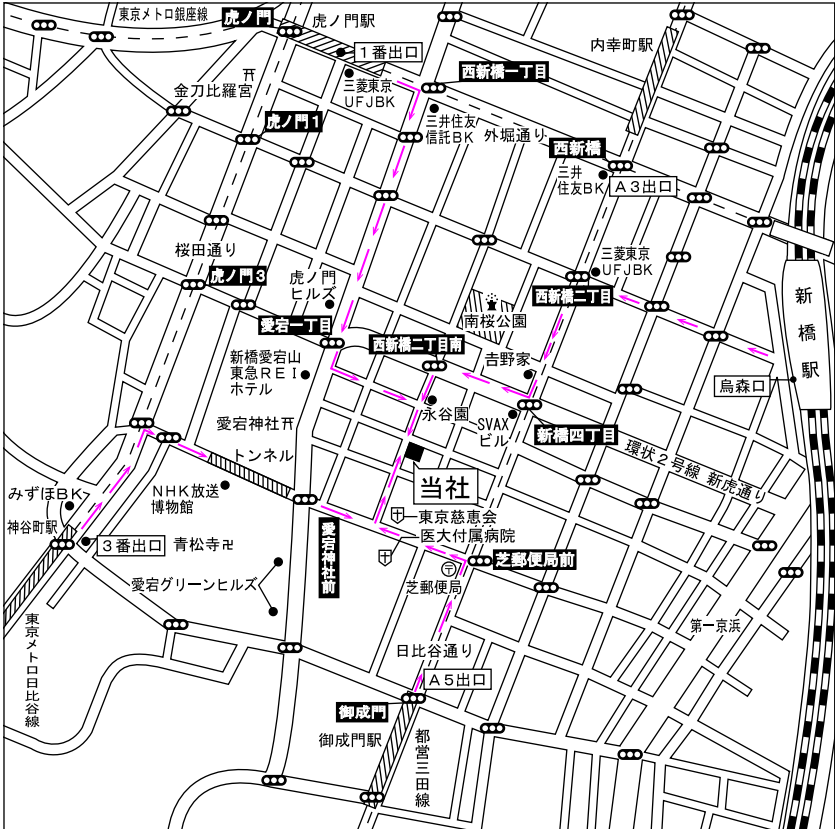 東京メトロ銀座線
虎ノ門
虎ノ門駅
1番出口
内幸町駅
西新橋一丁目
金刀比羅宮
三菱東京
UFJBK
虎ノ門1
三井住友
信託BK
外堀通り
西新橋
三井
住友BK
A3出口
桜田通り
虎ノ門3
虎ノ門
ヒルズ
三菱東京
UFJBK
西新橋二丁目
新橋駅
愛宕一丁目
南桜公園
西新橋二丁目南
吉野家
新橋愛宕山
東急REI
ホテル
烏森口
永谷園
SVAX
ビル
愛宕神社
新橋四丁目
トンネル
環状2号線 新虎通り
当社
みずほBK
NHK放送
博物館
神谷町駅
東京慈恵会
医大付属病院
3番出口
青松寺卍
愛宕神社前
芝郵便局前
〒
芝郵便局
愛宕グリーンヒルズ
東京メトロ日比谷線
第一京浜
日比谷通り
A5出口
御成門
御成門駅
都営三田線